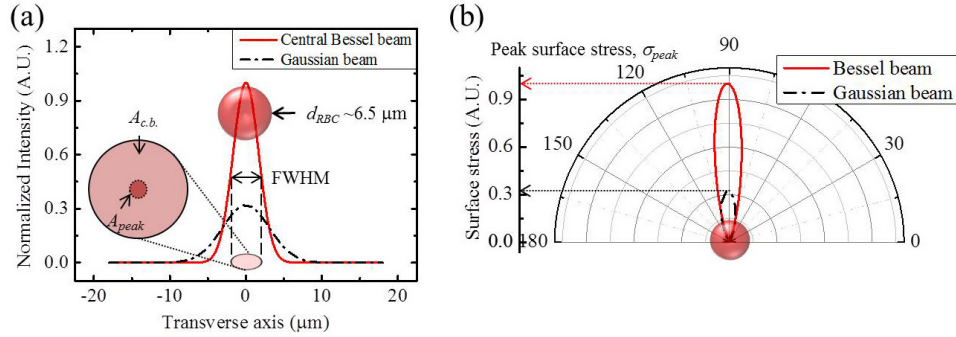 (a)
Normalized Intensity (A.U.)
0.9
0.6
0.3
0.0
Central Bessel beam
Gaussian beam
d_RBC ~6.5 μm
A_c.b.
A_peak
FWHM
-20
-10
0
10
20
Transverse axis (μm)
(b)
Peak surface stress, σ_peak
Surface stress (A.U.)
0.9
0.6
0.3
0.0
180
150
120
90
30
0
Bessel beam
Gaussian beam